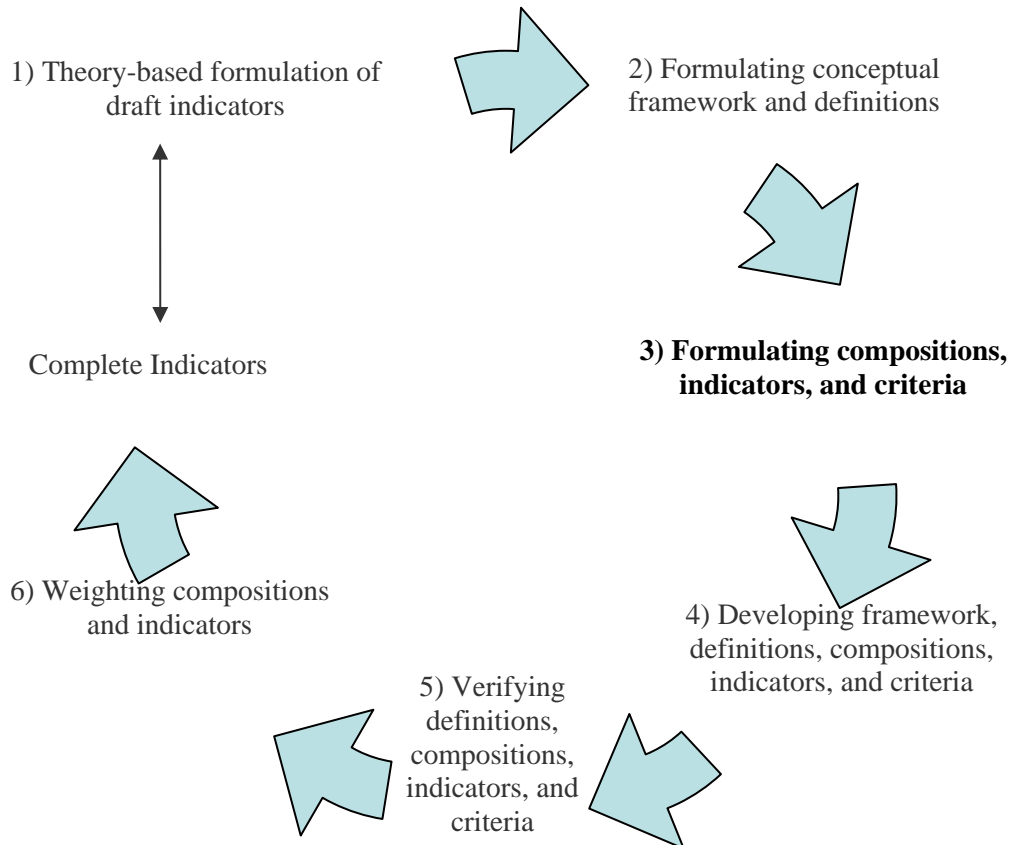 1) Theory-based formulation of
draft indicators
2) Formulating conceptual
framework and definitions
3) Formulating compositions,
indicators, and criteria
4) Developing framework,
definitions, compositions,
indicators, and criteria
5) Verifying
definitions,
compositions,
indicators, and
criteria
6) Weighting compositions
and indicators
Complete Indicators